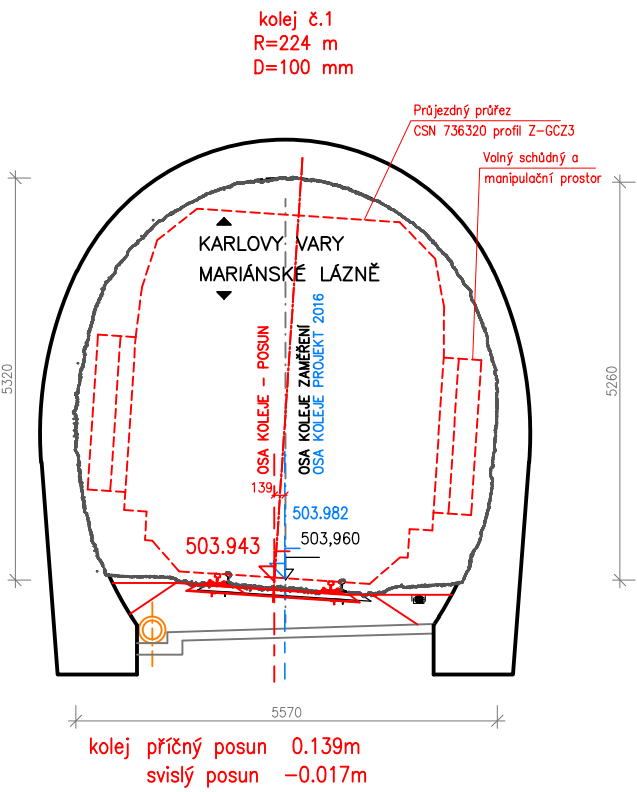 kolej č.1
R=224 m
D=100 mm
Průjezdný průřez
CSN 736320 profil Z-GCZ3
Volný schůdný a
manipulační prostor
KARLOVY VARY
MARIÁNSKÉ LÁZNĚ
5320
5260
OSA KOLEJE - POSUN
OSA KOLEJE ZAMĚŘENÍ
OSA KOLEJE PROJEKT 2016
139
503.982
503.943
503,960
5570
kolej příčný posun 0.139m
svislý posun -0.017m